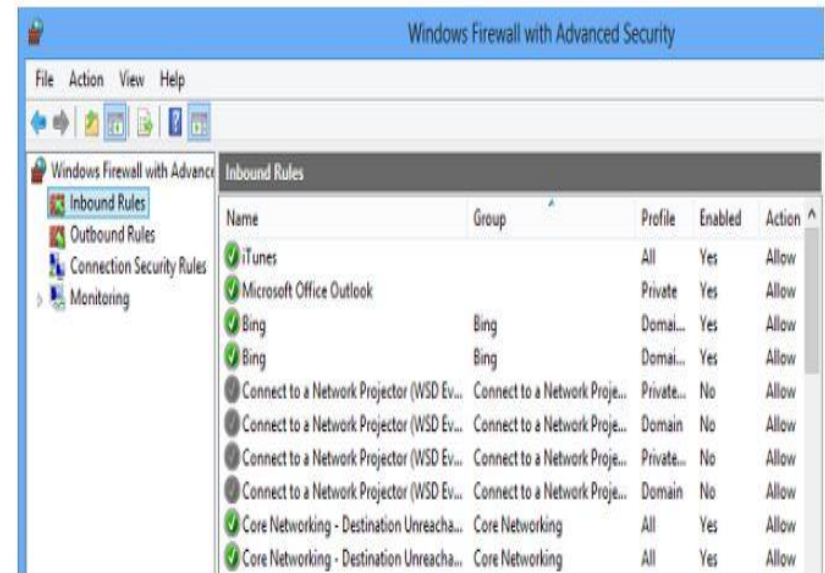 Windows Firewall with Advanced Security
File Action View Help
Windows Firewall with Advance
Inbound Rules
Outbound Rules
Connection Security Rules
Monitoring
Inbound Rules
Name Group Profile Enabled Action
iTunes All Yes Allow
Microsoft Office Outlook Private Yes Allow
Bing Bing Domai... Yes Allow
Bing Bing Domai... Yes Allow
Connect to a Network Projector (WSD Ev... Connect to a Network Proje... Private... No Allow
Connect to a Network Projector (WSD Ev... Connect to a Network Proje... Domain No Allow
Connect to a Network Projector (WSD Ev... Connect to a Network Proje... Private... No Allow
Connect to a Network Projector (WSD Ev... Connect to a Network Proje... Domain No Allow
Core Networking - Destination Unreacha... Core Networking All Yes Allow
Core Networking - Destination Unreacha... Core Networking All Yes Allow